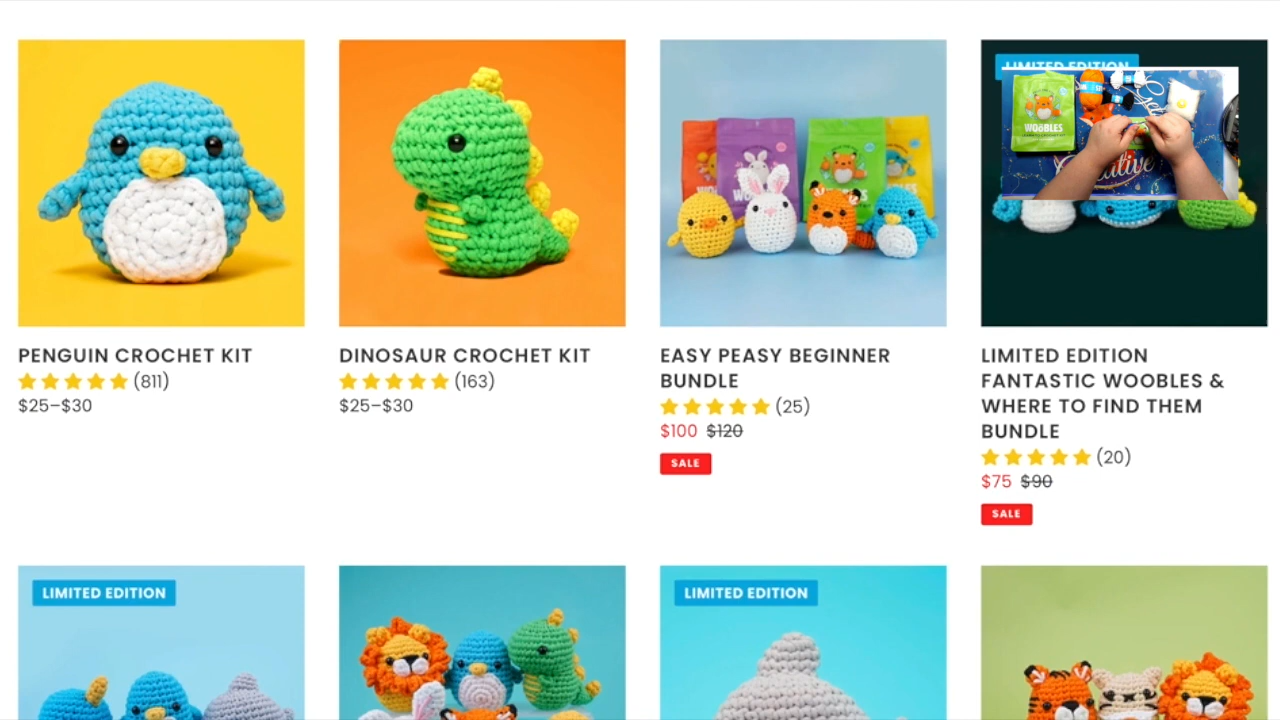 LIMITED EDITION
WOOBLES
Creative
PENGUIN CROCHET KIT
(811)
$25–$30
DINOSAUR CROCHET KIT
(163)
$25–$30
EASY PEASY BEGINNER
BUNDLE
(25)
$100 $120
SALE
LIMITED EDITION
FANTASTIC WOOBLES &
WHERE TO FIND THEM
BUNDLE
(20)
$75 $90
SALE
LIMITED EDITION
LIMITED EDITION